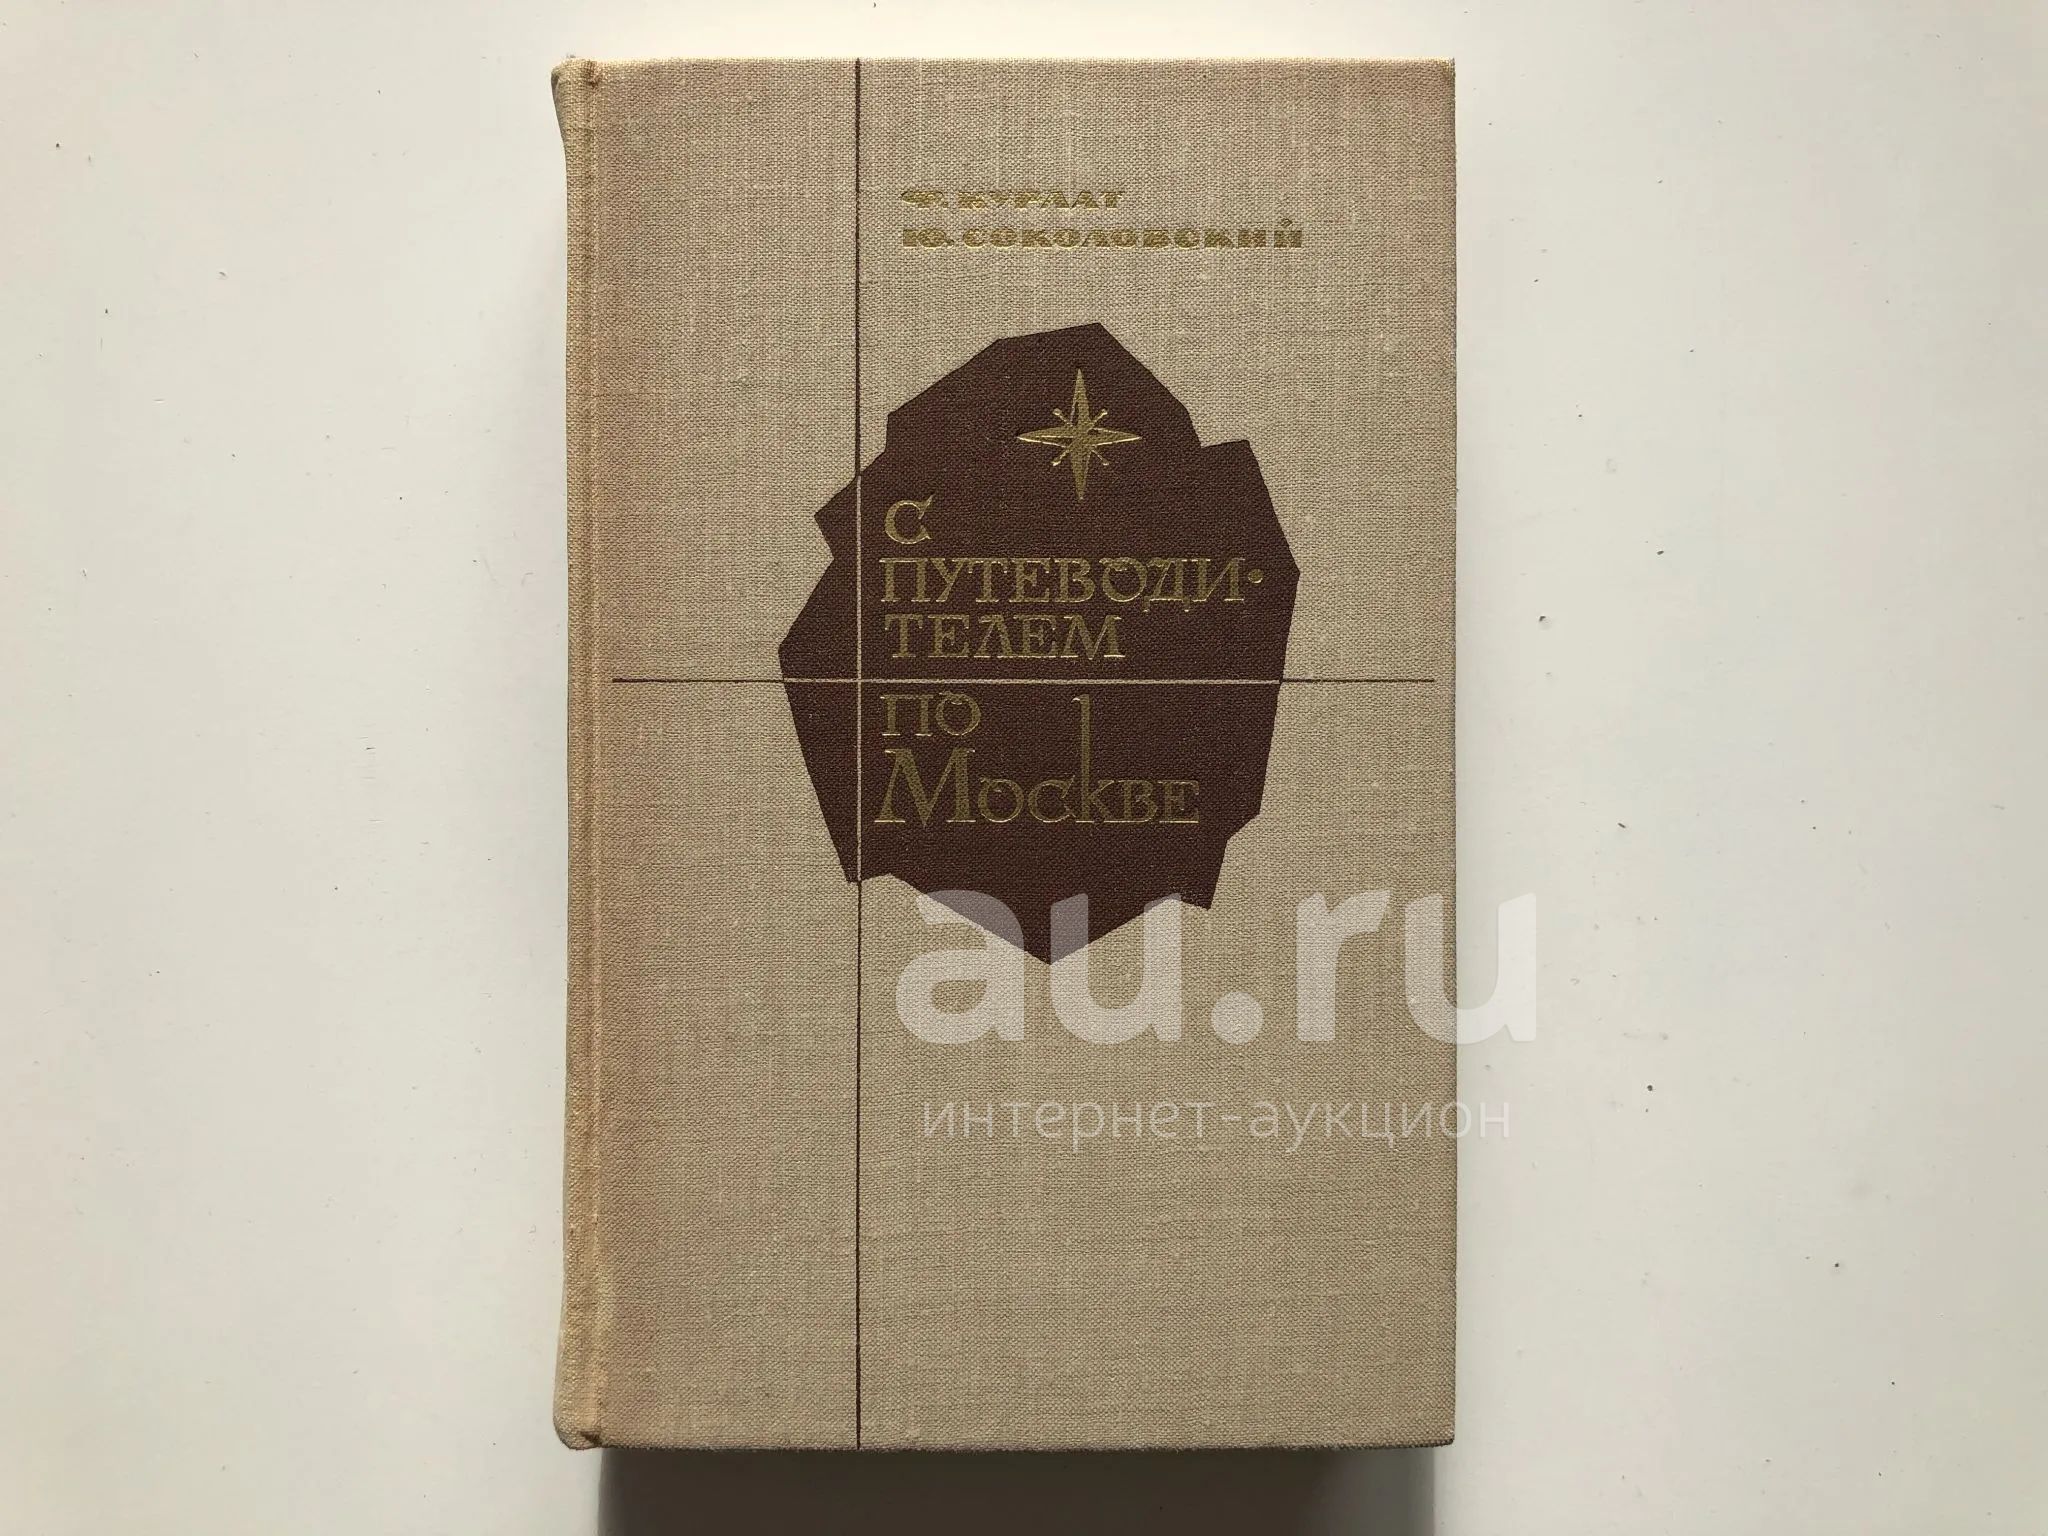 Ф. КУРЛАТ
Ю. СОКОЛОВСКИЙ
С
ПУТЕВОДИ-
ТЕЛЕМ
ПО
МОСКВЕ
au.ru
интернет-аукцион